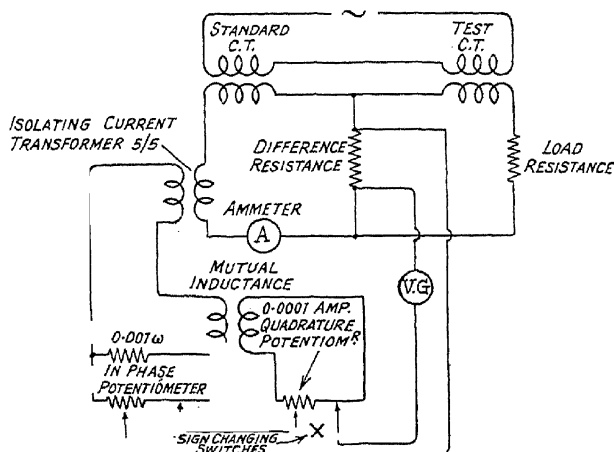 STANDARD
C.T.
TEST
C.T.
ISOLATING CURRENT
TRANSFORMER 5/5
DIFFERENCE
RESISTANCE
LOAD
RESISTANCE
AMMETER
A
MUTUAL
INDUCTANCE
V.G
0.0001 AMP.
QUADRATURE
POTENTIOMR.
0.001ω
IN PHASE
POTENTIOMETER
SIGN CHANGING
SWITCHES
X